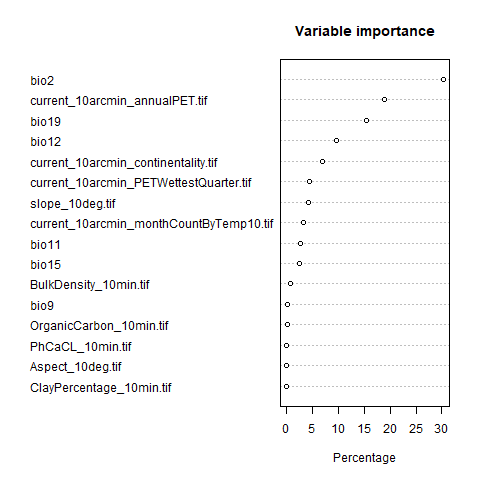 Variable importance
bio2
current_10arcmin_annualPET.tif
bio19
bio12
current_10arcmin_continentality.tif
current_10arcmin_PETWettestQuarter.tif
slope_10deg.tif
current_10arcmin_monthCountByTemp10.tif
bio11
bio15
BulkDensity_10min.tif
bio9
OrganicCarbon_10min.tif
PhCaCL_10min.tif
Aspect_10deg.tif
ClayPercentage_10min.tif
0 5 10 15 20 25 30
Percentage